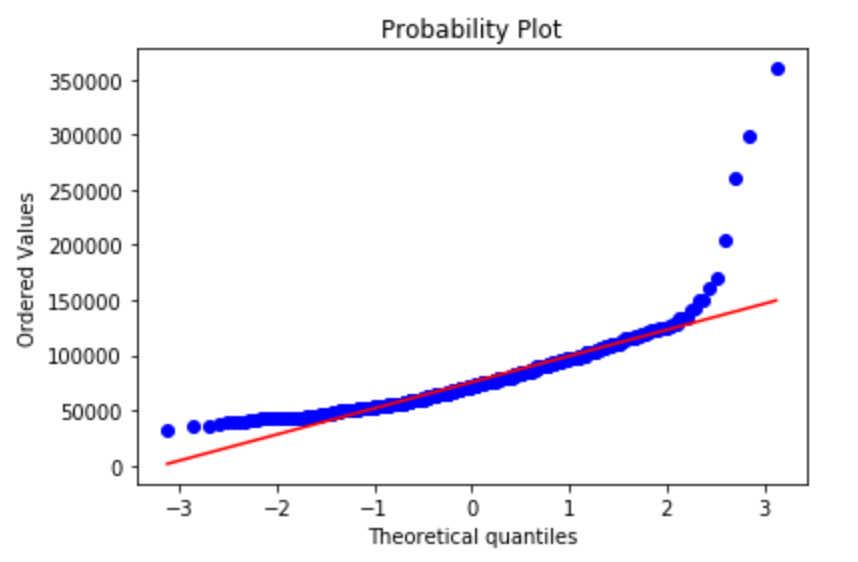 Probability Plot
350000
300000
250000
200000
150000
100000
50000
0
Ordered Values
−3 −2 −1 0 1 2 3
Theoretical quantiles